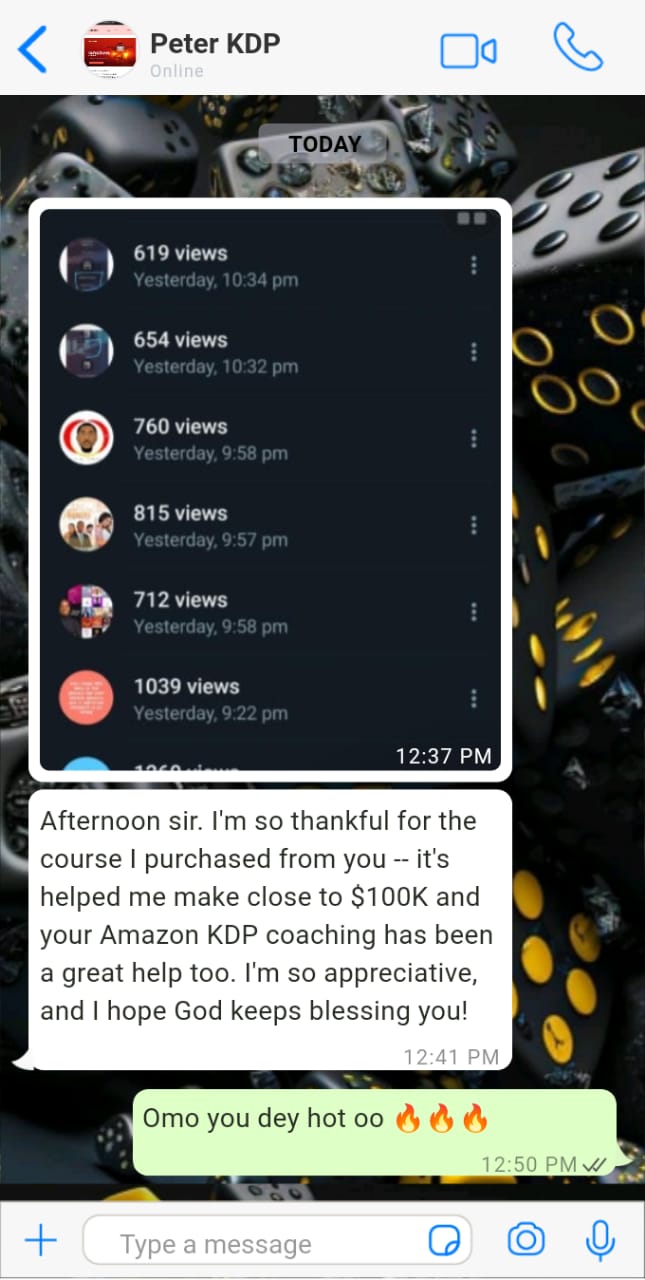 Peter KDP
Online
TODAY
619 views
Yesterday, 10:34 pm
654 views
Yesterday, 10:32 pm
760 views
Yesterday, 9:58 pm
815 views
Yesterday, 9:57 pm
712 views
Yesterday, 9:58 pm
1039 views
Yesterday, 9:22 pm
12:37 PM
Afternoon sir. I'm so thankful for the
course I purchased from you -- it's
helped me make close to $100K and
your Amazon KDP coaching has been
a great help too. I'm so appreciative,
and I hope God keeps blessing you!
12:41 PM
Omo you dey hot oo 🔥🔥🔥
12:50 PM
Type a message